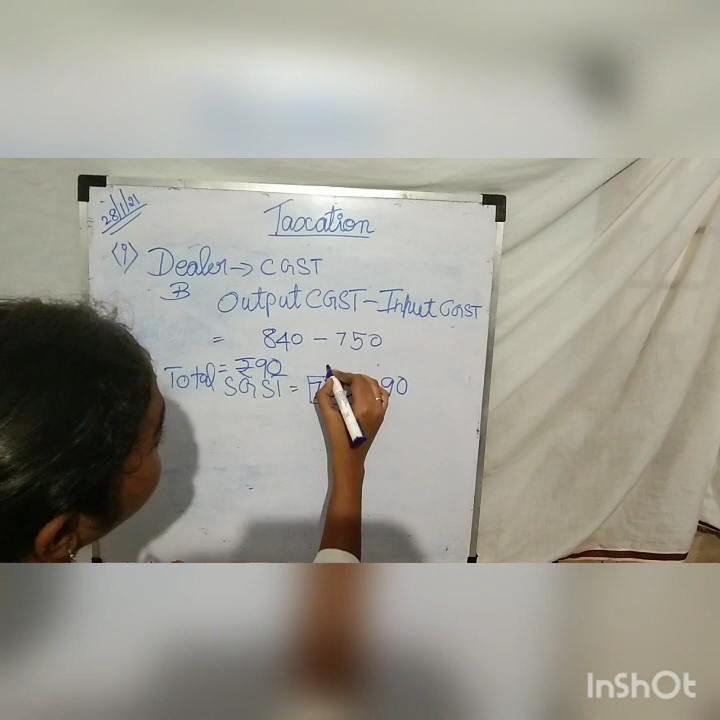 28/1/21
Taxation
(9) Dealer → CGST
B Output CGST - Input CGST
= 840 - 750
= ₹90
Total SGST = 90
InShOt